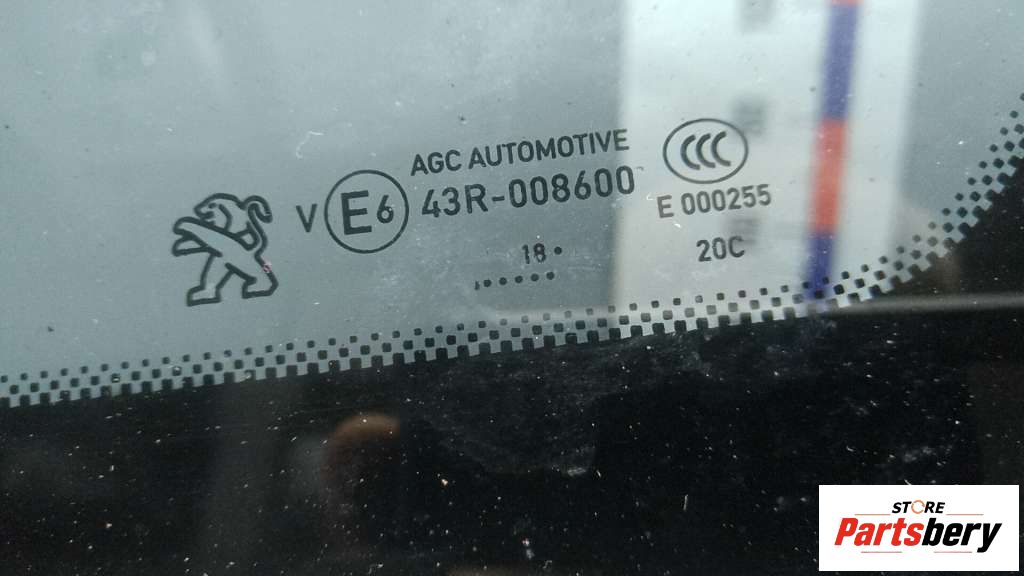 AGC AUTOMOTIVE
V E6 43R-008600
18
CCC
E 000255
20C
STORE
Partsbery